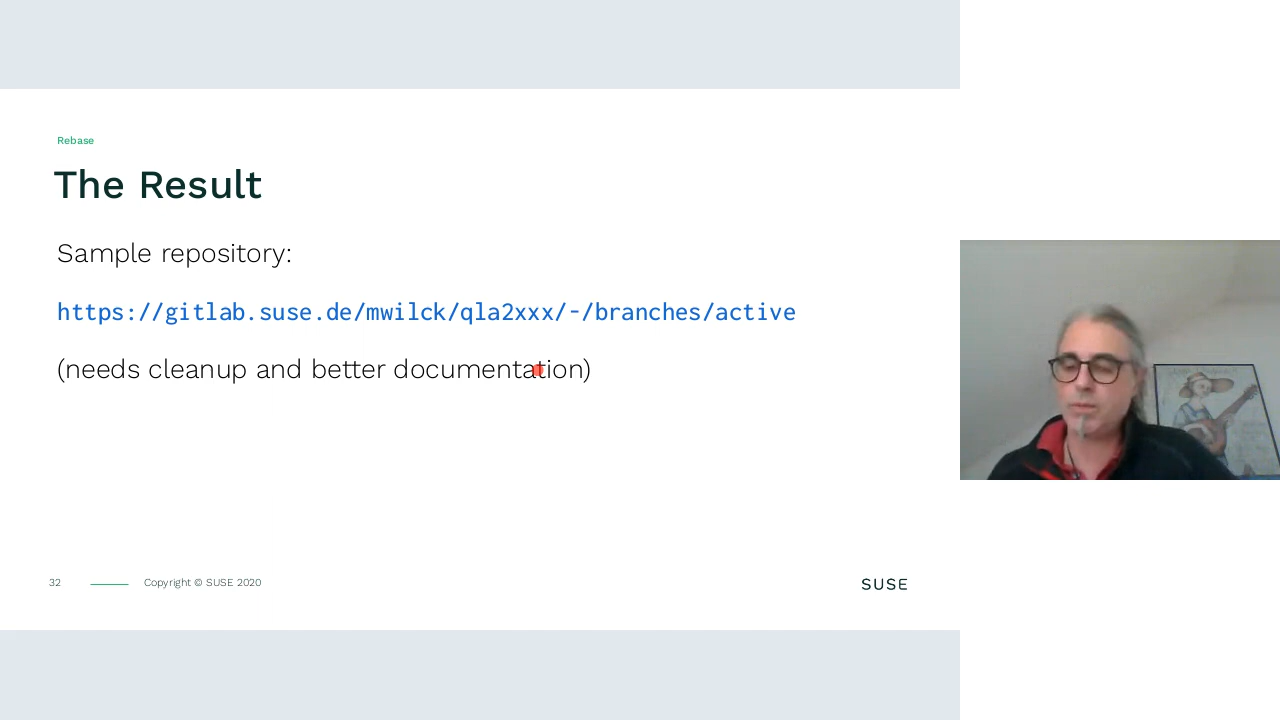 Rebase
The Result
Sample repository:
https://gitlab.suse.de/mwilck/qla2xxx/-/branches/active
(needs cleanup and better documentation)
32
Copyright © SUSE 2020
SUSE